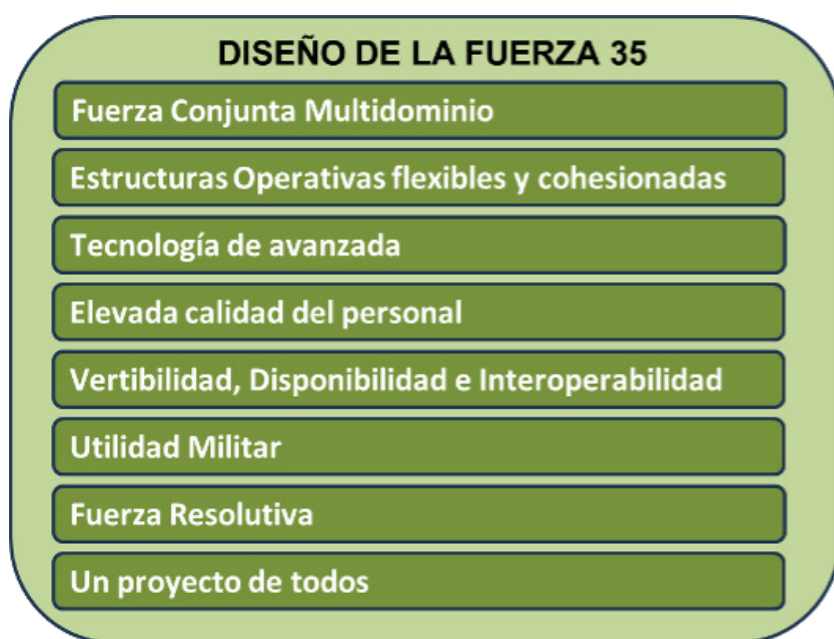 DISEÑO DE LA FUERZA 35
Fuerza Conjunta Multidominio
Estructuras Operativas flexibles y cohesionadas
Tecnología de avanzada
Elevada calidad del personal
Vertibilidad, Disponibilidad e Interoperabilidad
Utilidad Militar
Fuerza Resolutiva
Un proyecto de todos